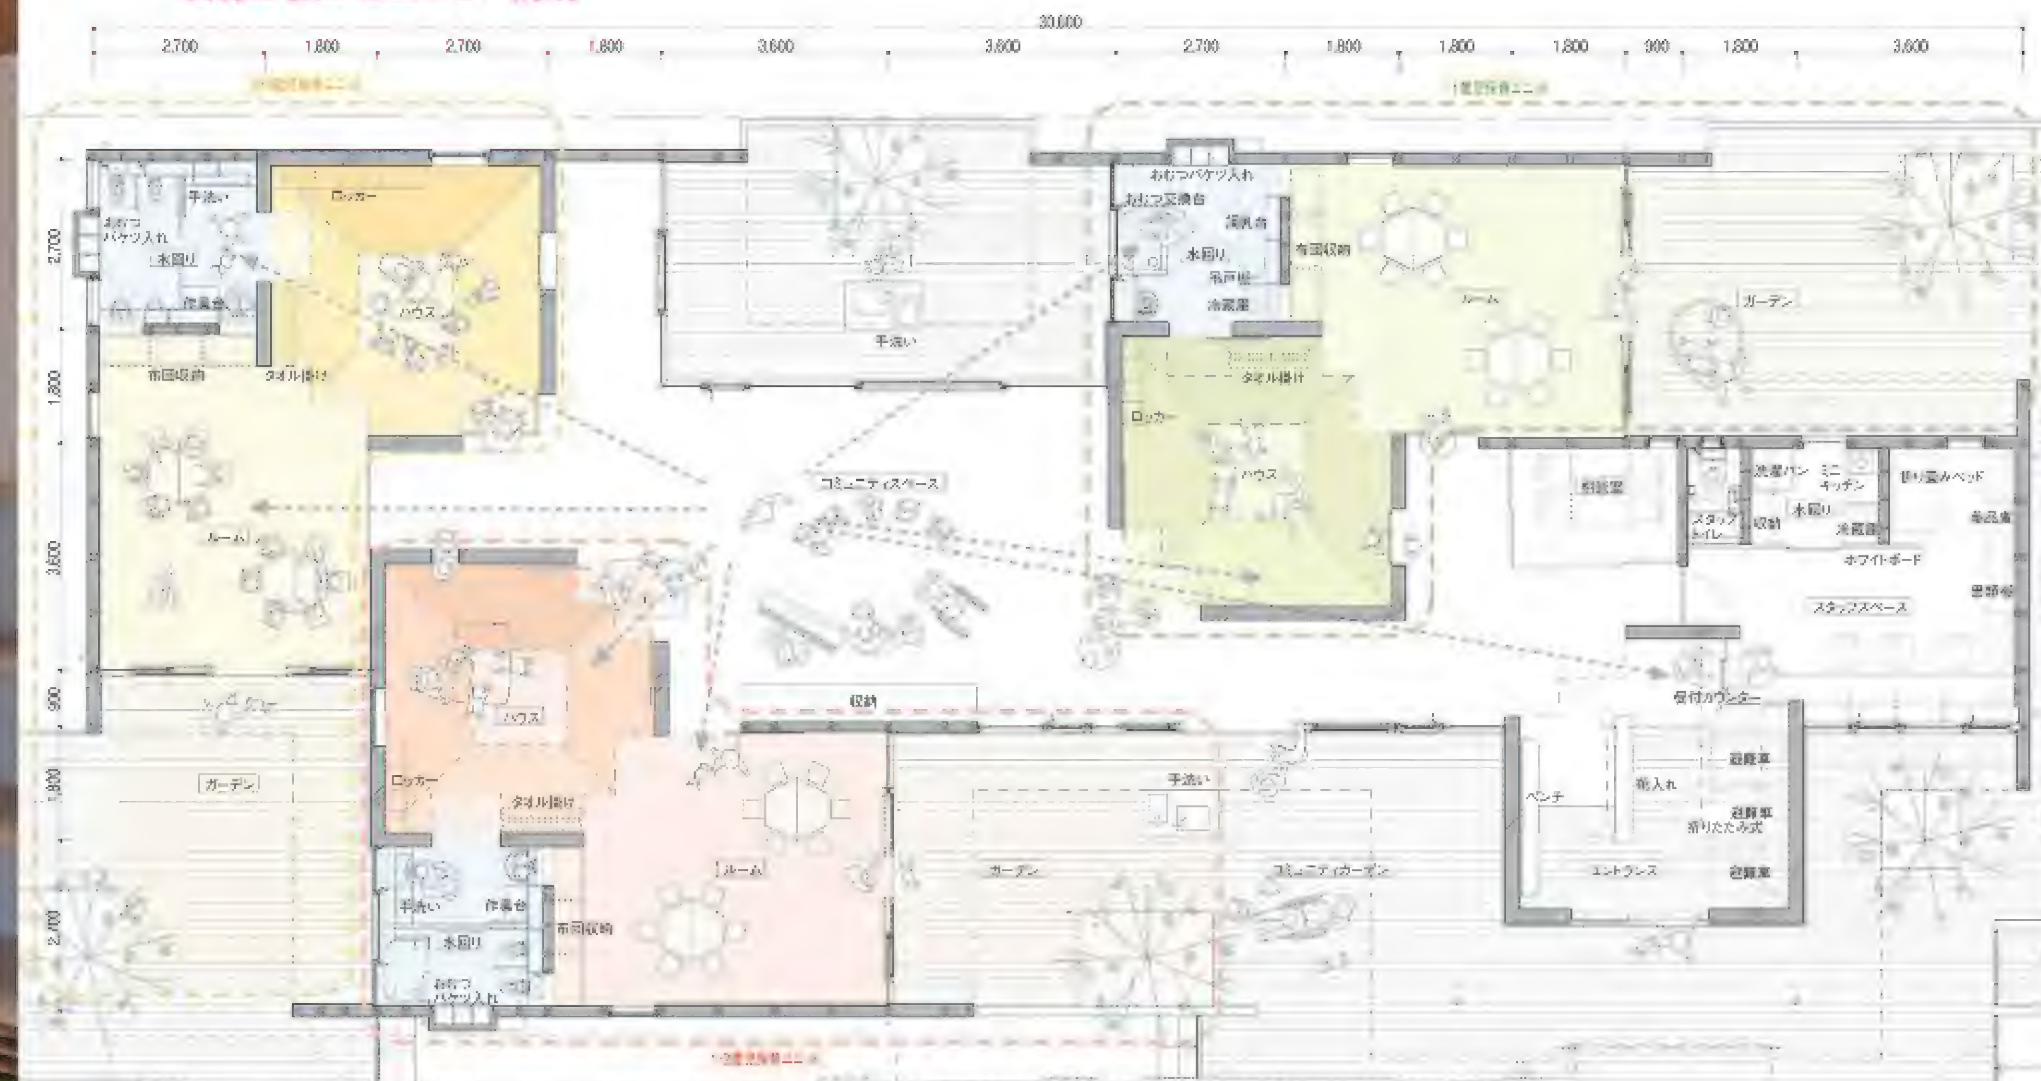 30,600
2,700 1,800 2,700 1,800 3,600 3,600 2,700 1,800 1,800 1,800 900 1,800 3,600
2,700
1,800
3,600
900
1,800
2,700
手洗い
おむつ
バケツ入れ
水回り
作業台
ロッカー
ハウス
布団収納
タオル掛け
ルーム
ガーデン
手洗い
コミュニティスペース
おむつバケツ入れ
おむつ交換台
調乳台
水回り
吊戸棚
冷蔵庫
布団収納
ルーム
ガーデン
タオル掛け
ロッカー
ハウス
相談室
スタッフ
トイレ
洗濯パン
ミニ
キッチン
水回り
収納
冷蔵庫
折り畳みベッド
薬品庫
ホワイトボード
書類棚
スタッフスペース
受付カウンター
収納
ハウス
ロッカー
タオル掛け
手洗い
作業台
水回り
おむつ
バケツ入れ
布団収納
ルーム
ガーデン
手洗い
コミュニティガーデン
ベンチ
靴入れ
避難車
避難車
折りたたみ式
避難車
エントランス